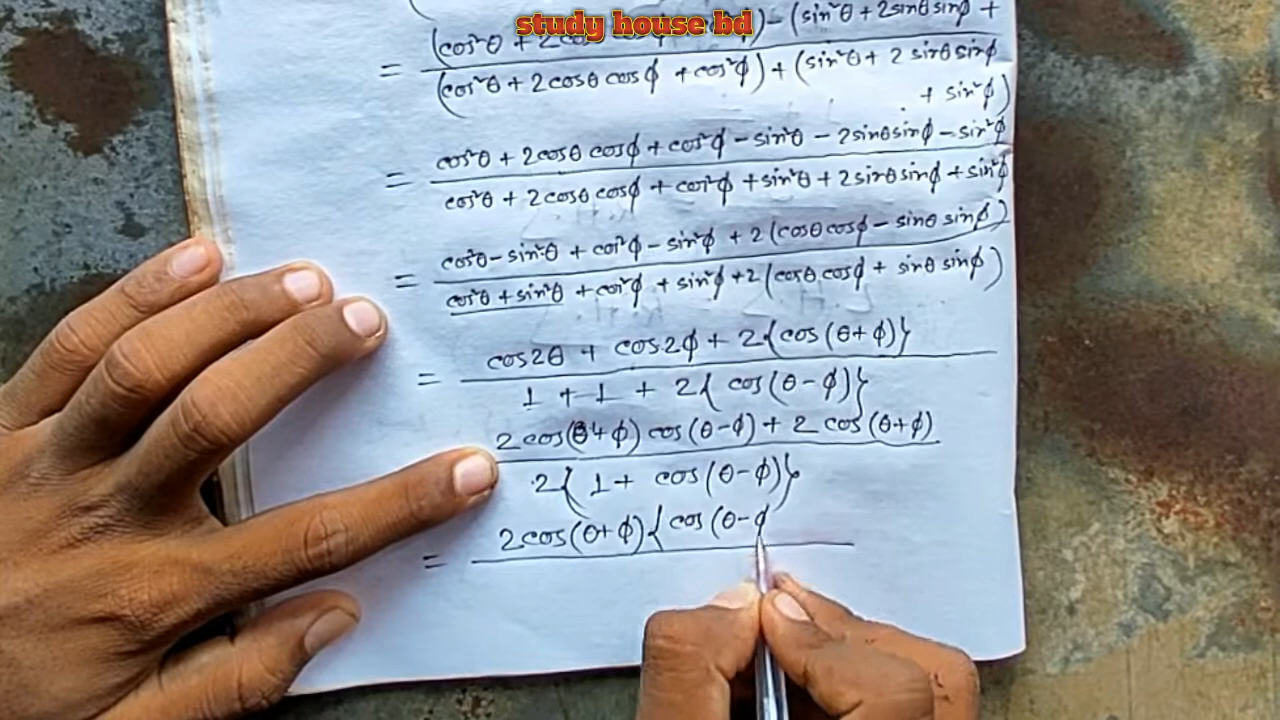 study house bd
(cos²θ + 2cos ) – (sin²θ + 2sinθ sinφ +
= (cos²θ + 2cosθ cosφ + cos²φ) + (sin²θ + 2 sinθ sinφ
+ sin²φ)
cos²θ + 2cosθ cosφ + cos²φ – sin²θ – 2sinθ sinφ – sin²φ
= cos²θ + 2cosθ cosφ + cos²φ + sin²θ + 2sinθ sinφ + sin²φ
cos²θ – sin²θ + cos²φ – sin²φ + 2(cosθ cosφ – sinθ sinφ)
= cos²θ + sin²θ + cos²φ + sin²φ + 2(cosθ cosφ + sinθ sinφ)
cos2θ + cos2φ + 2{cos(θ+φ)}
= 1 + 1 + 2{cos(θ–φ)}
2cos(θ+φ) cos(θ–φ) + 2 cos(θ+φ)
2{1 + cos(θ–φ)}
2cos(θ+φ){cos(θ–φ
=